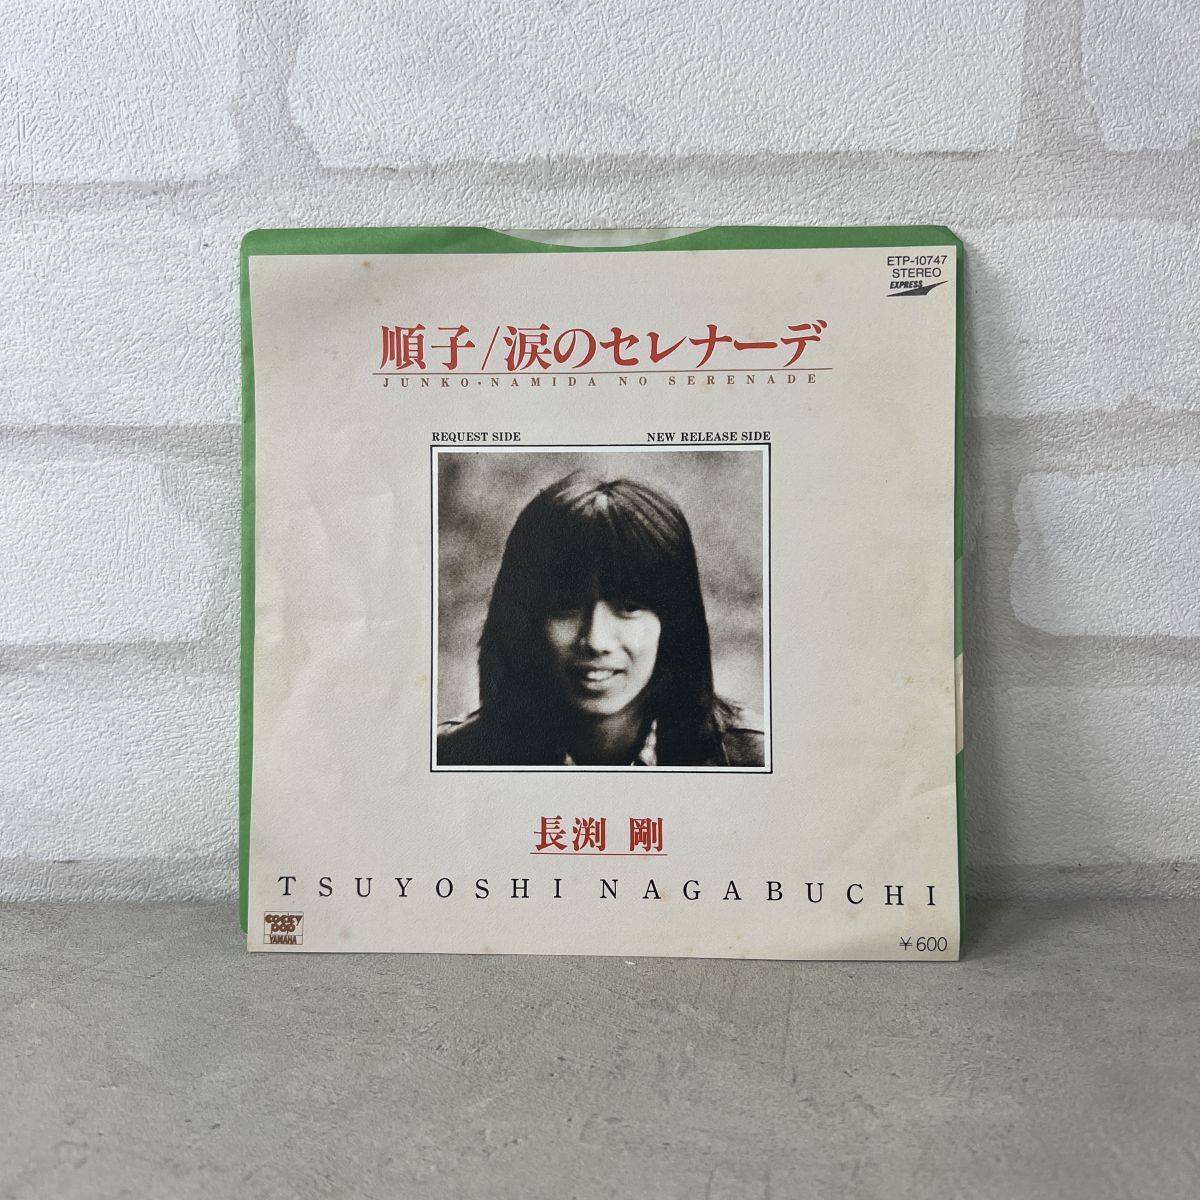 ETP-10747
STEREO
EXPRESS
順子/涙のセレナーデ
JUNKO・NAMIDA NO SERENADE
REQUEST SIDE
NEW RELEASE SIDE
長渕 剛
TSUYOSHI NAGABUCHI
COCKY
POP
YAMAHA
¥600